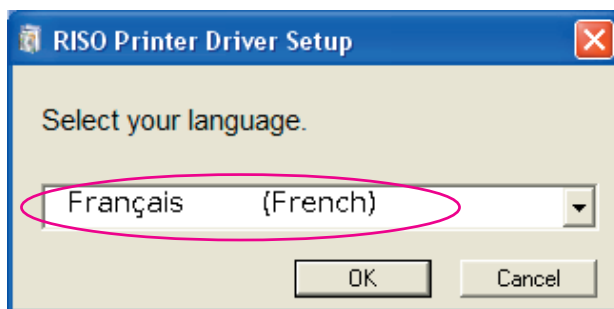 RISO Printer Driver Setup
Select your language.
Français (French)
OK Cancel